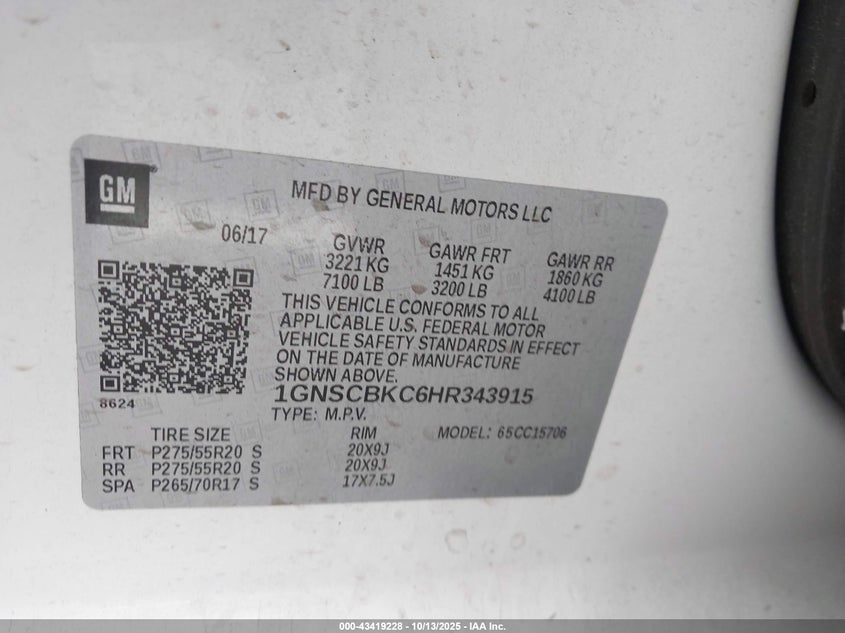 GM
MFD BY GENERAL MOTORS LLC
06/17
GVWR
3221 KG
7100 LB
GAWR FRT
1451 KG
3200 LB
GAWR RR
1860 KG
4100 LB
THIS VEHICLE CONFORMS TO ALL
APPLICABLE U.S. FEDERAL MOTOR
VEHICLE SAFETY STANDARDS IN EFFECT
ON THE DATE OF MANUFACTURE
SHOWN ABOVE.
8624
1GNSCBKC6HR343915
TYPE: M.P.V.
TIRE SIZE RIM MODEL: 65CC15706
FRT P275/55R20 S 20X9J
RR P275/55R20 S 20X9J
SPA P265/70R17 S 17X7.5J
000-43419228 - 10/13/2025 - IAA Inc.